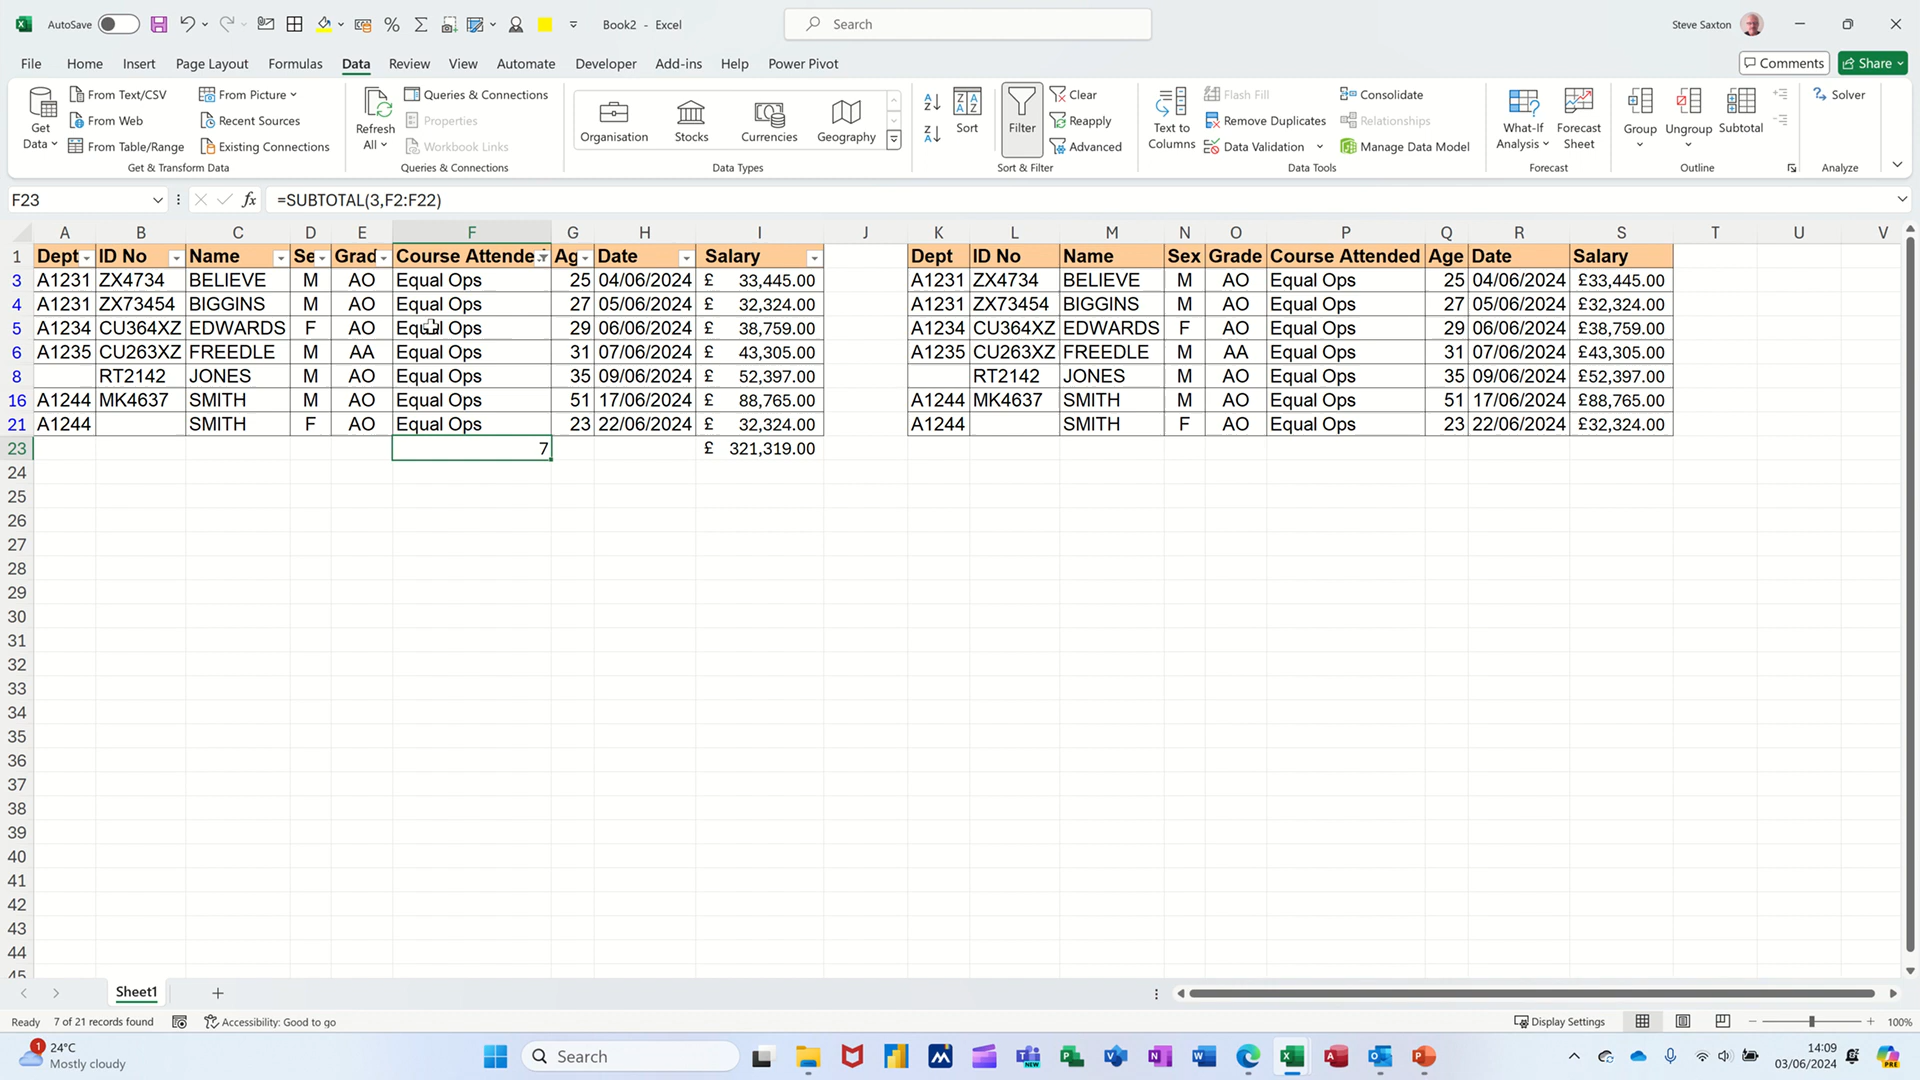 AutoSave
Book2 - Excel
Search
Steve Saxton
File Home Insert Page Layout Formulas Data Review View Automate Developer Add-ins Help Power Pivot
Comments Share
Get Data
From Text/CSV
From Web
From Table/Range
From Picture
Recent Sources
Existing Connections
Get & Transform Data
Refresh All
Queries & Connections
Properties
Workbook Links
Queries & Connections
Organisation Stocks Currencies Geography
Data Types
Sort Filter
Clear
Reapply
Advanced
Sort & Filter
Text to Columns
Flash Fill
Remove Duplicates
Data Validation
Consolidate
Relationships
Manage Data Model
Data Tools
What-If Analysis
Forecast Sheet
Forecast
Group Ungroup Subtotal
Outline
Solver
Analyze
F23 fx =SUBTOTAL(3,F2:F22)
A B C D E F G H I J K L M N O P Q R S T U V
1 Dept ID No Name Se Grad Course Attende Ag Date Salary Dept ID No Name Sex Grade Course Attended Age Date Salary
3 A1231 ZX4734 BELIEVE M AO Equal Ops 25 04/06/2024 £ 33,445.00 A1231 ZX4734 BELIEVE M AO Equal Ops 25 04/06/2024 £33,445.00
4 A1231 ZX73454 BIGGINS M AO Equal Ops 27 05/06/2024 £ 32,324.00 A1231 ZX73454 BIGGINS M AO Equal Ops 27 05/06/2024 £32,324.00
5 A1234 CU364XZ EDWARDS F AO Equal Ops 29 06/06/2024 £ 38,759.00 A1234 CU364XZ EDWARDS F AO Equal Ops 29 06/06/2024 £38,759.00
6 A1235 CU263XZ FREEDLE M AA Equal Ops 31 07/06/2024 £ 43,305.00 A1235 CU263XZ FREEDLE M AA Equal Ops 31 07/06/2024 £43,305.00
8 RT2142 JONES M AO Equal Ops 35 09/06/2024 £ 52,397.00 RT2142 JONES M AO Equal Ops 35 09/06/2024 £52,397.00
16 A1244 MK4637 SMITH M AO Equal Ops 51 17/06/2024 £ 88,765.00 A1244 MK4637 SMITH M AO Equal Ops 51 17/06/2024 £88,765.00
21 A1244 SMITH F AO Equal Ops 23 22/06/2024 £ 32,324.00 A1244 SMITH F AO Equal Ops 23 22/06/2024 £32,324.00
23 7 £ 321,319.00
24
25
26
27
28
29
30
31
32
33
34
35
36
37
38
39
40
41
42
43
44
45
Sheet1
Ready 7 of 21 records found Accessibility: Good to go Display Settings 100%
1 24°C
Mostly cloudy
Search
14:09
03/06/2024